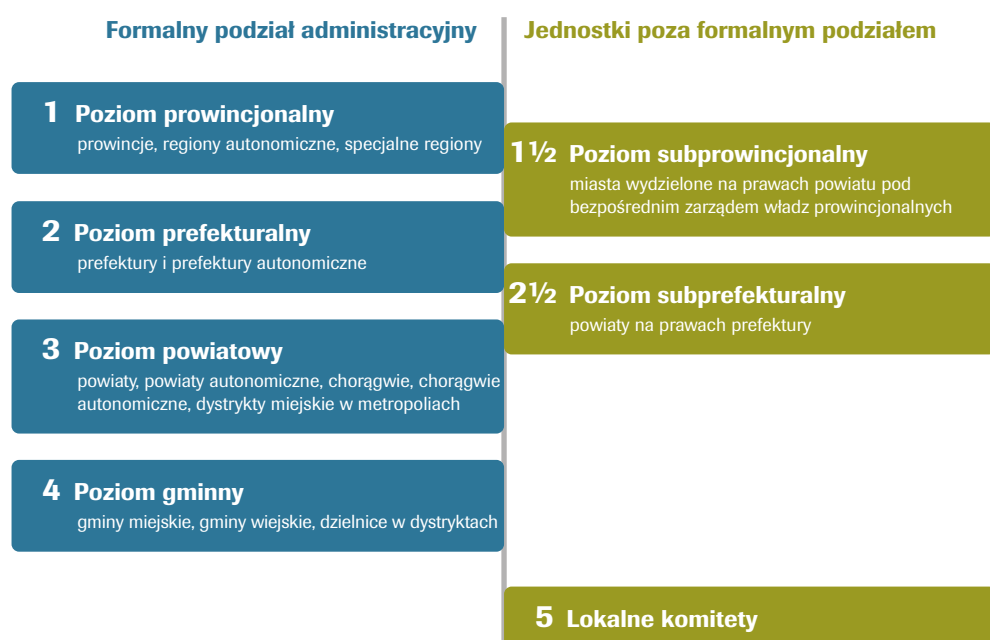 Formalny podział administracyjny
Jednostki poza formalnym podziałem
1 Poziom prowincjonalny
prowincje, regiony autonomiczne, specjalne regiony
1½ Poziom subprowincjonalny
miasta wydzielone na prawach powiatu pod
bezpośrednim zarządem władz prowincjonalnych
2 Poziom prefekturalny
prefektury i prefektury autonomiczne
2½ Poziom subprefekturalny
powiaty na prawach prefektury
3 Poziom powiatowy
powiaty, powiaty autonomiczne, chorągwie, chorągwie
autonomiczne, dystrykty miejskie w metropoliach
4 Poziom gminny
gminy miejskie, gminy wiejskie, dzielnice w dystryktach
5 Lokalne komitety